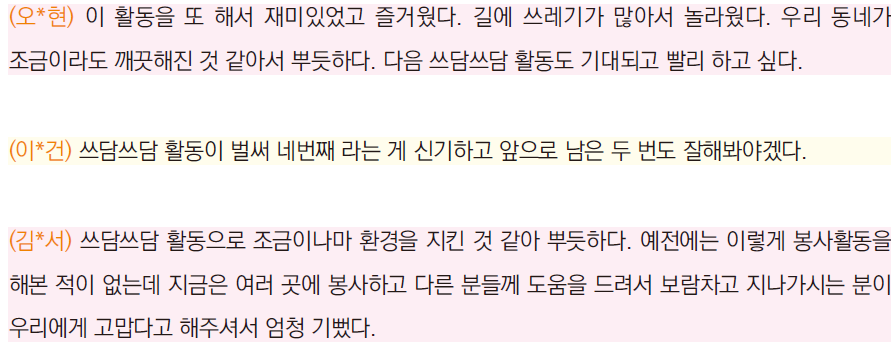 (오*현) 이 활동을 또 해서 재미있었고 즐거웠다. 길에 쓰레기가 많아서 놀라웠다. 우리 동네가
조금이라도 깨끗해진 것 같아서 뿌듯하다. 다음 쓰담쓰담 활동도 기대되고 빨리 하고 싶다.
(이*건) 쓰담쓰담 활동이 벌써 네번째 라는 게 신기하고 앞으로 남은 두 번도 잘해봐야겠다.
(김*서) 쓰담쓰담 활동으로 조금이나마 환경을 지킨 것 같아 뿌듯하다. 예전에는 이렇게 봉사활동을
해본 적이 없는데 지금은 여러 곳에 봉사하고 다른 분들께 도움을 드려서 보람차고 지나가시는 분이
우리에게 고맙다고 해주셔서 엄청 기뻤다.